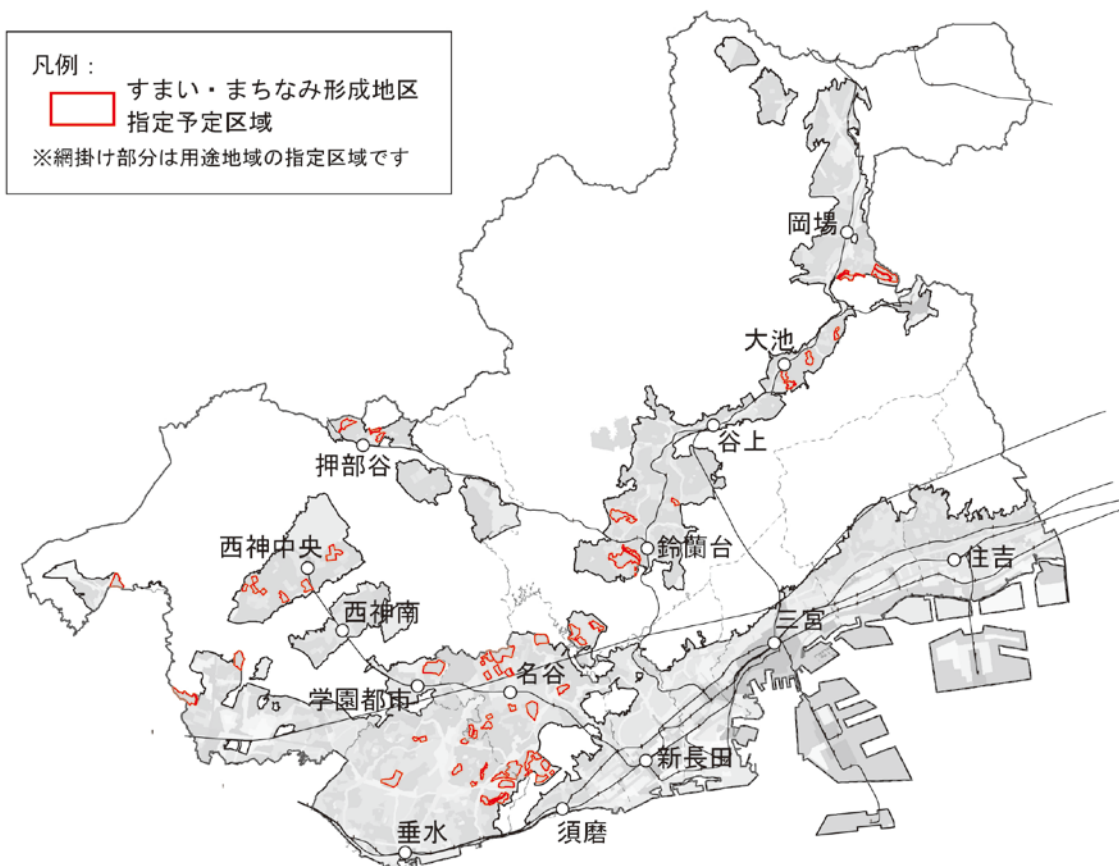 凡例：
すまい・まちなみ形成地区
指定予定区域
※網掛け部分は用途地域の指定区域です
岡場
大池
谷上
押部谷
鈴蘭台
西神中央
住吉
西神南
三宮
名谷
学園都市
新長田
須磨
垂水